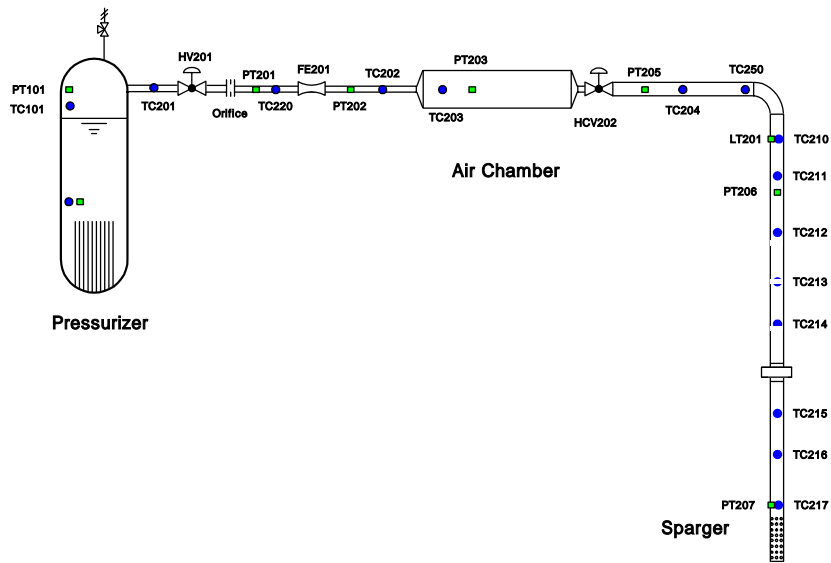 HV201
PT203
PT201
FE201
TC202
PT205
TC250
PT101
TC101
TC201
Orifice
TC220
PT202
TC203
HCV202
TC204
LT201
TC210
Air Chamber
TC211
PT206
TC212
TC213
Pressurizer
TC214
TC215
TC216
PT207
TC217
Sparger